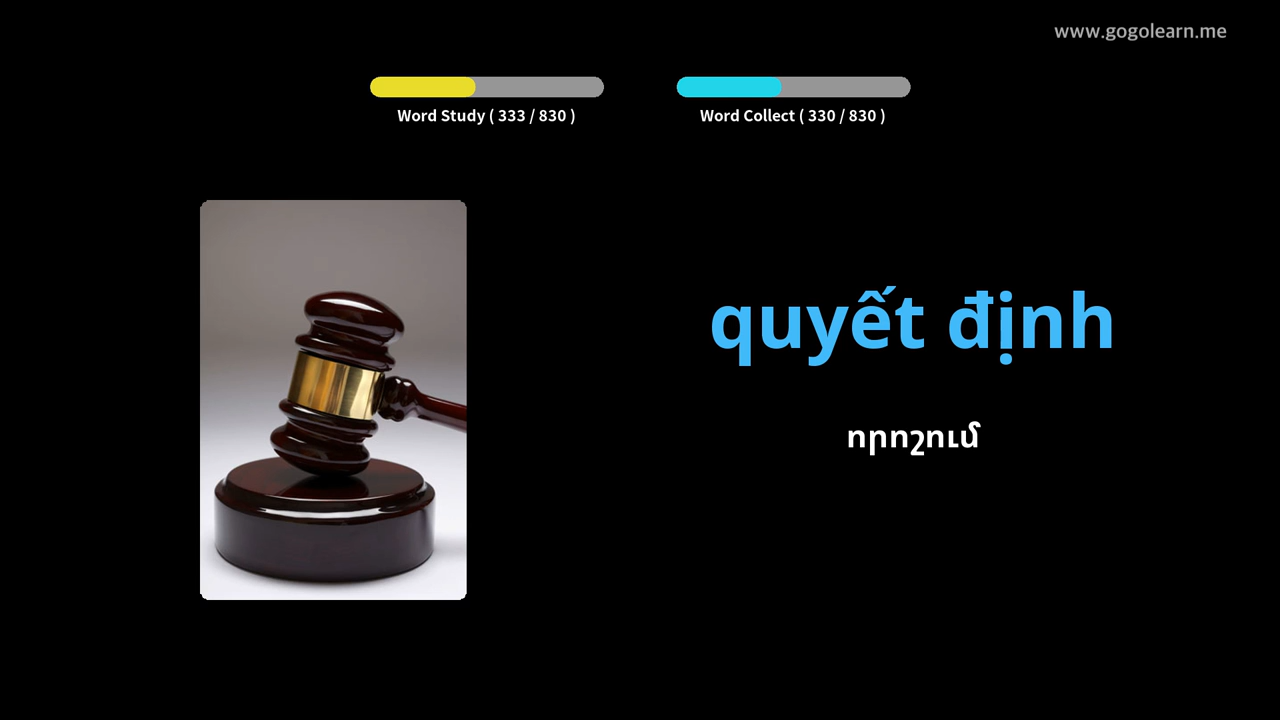 www.gogolearn.me
Word Study ( 333 / 830 )
Word Collect ( 330 / 830 )
quyết định
որոշում